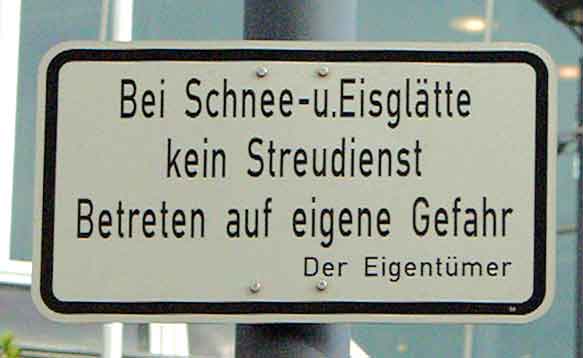 Bei Schnee-u.Eisglätte
kein Streudienst
Betreten auf eigene Gefahr
Der Eigentümer